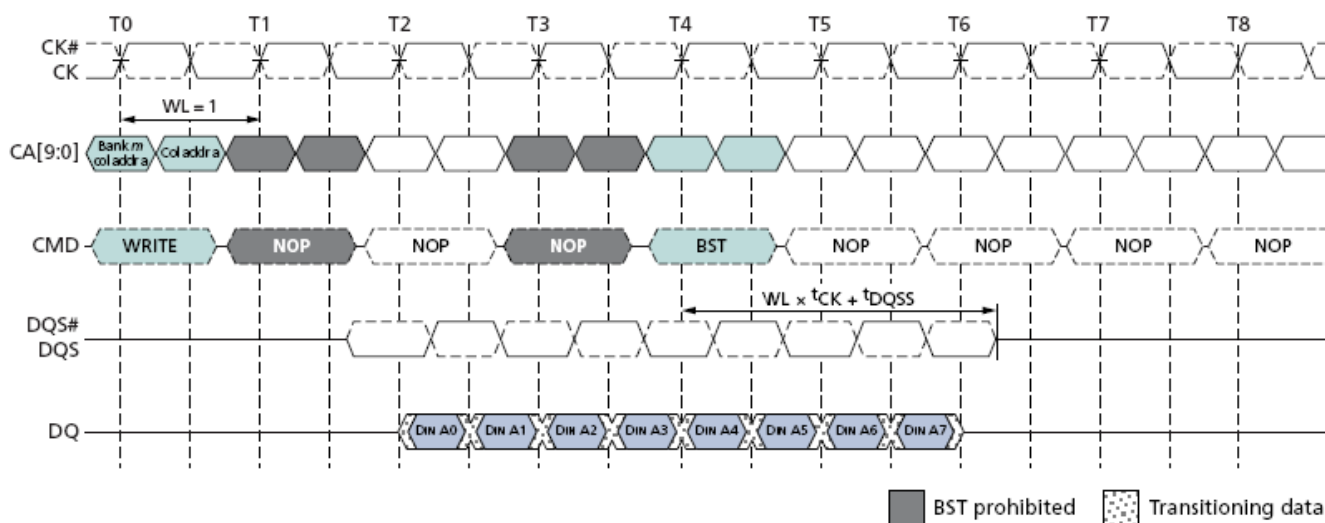 T0 T1 T2 T3 T4 T5 T6 T7 T8
CK#
CK
WL = 1
CA[9:0] Bank m
col addr a
Col addr a
CMD WRITE NOP NOP NOP BST NOP NOP NOP NOP
WL × tCK + tDQSS
DQS#
DQS
DQ DIN A0 DIN A1 DIN A2 DIN A3 DIN A4 DIN A5 DIN A6 DIN A7
BST prohibited Transitioning data